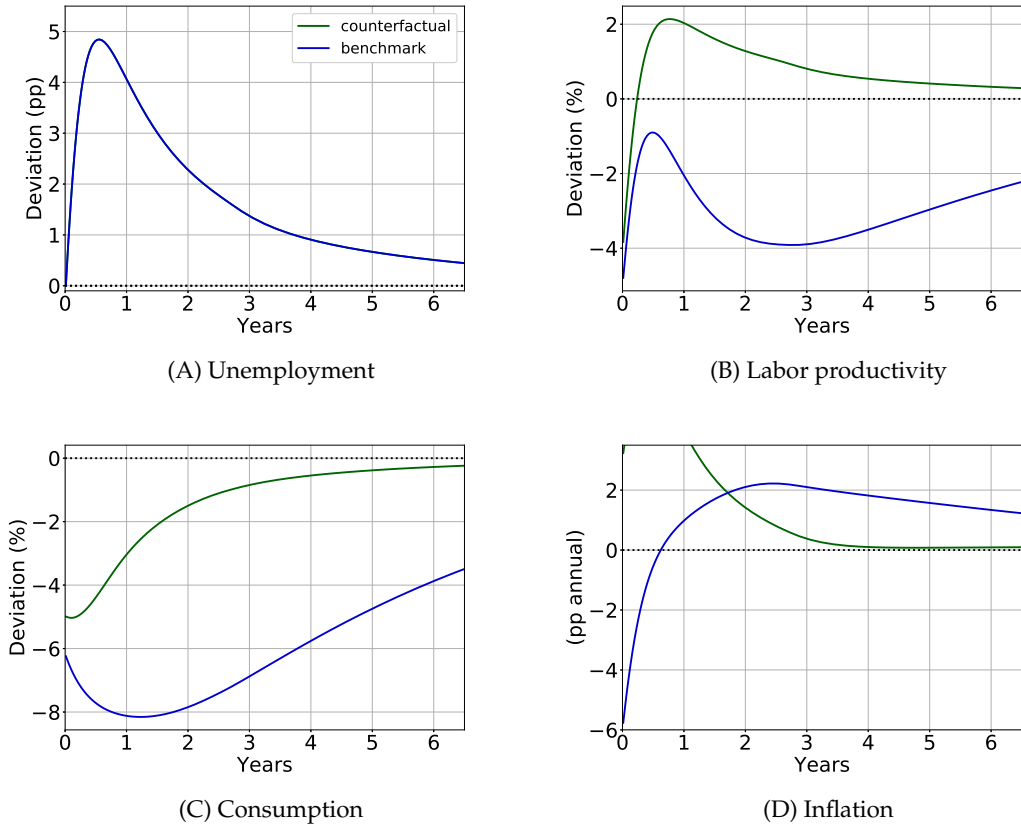 5
4
3
2
1
0
Deviation (pp)
counterfactual
benchmark
0 1 2 3 4 5 6
Years
(A) Unemployment
2
0
−2
−4
Deviation (%)
0 1 2 3 4 5 6
Years
(B) Labor productivity
0
−2
−4
−6
−8
Deviation (%)
0 1 2 3 4 5 6
Years
(C) Consumption
2
0
−2
−4
−6
(pp annual)
0 1 2 3 4 5 6
Years
(D) Inflation